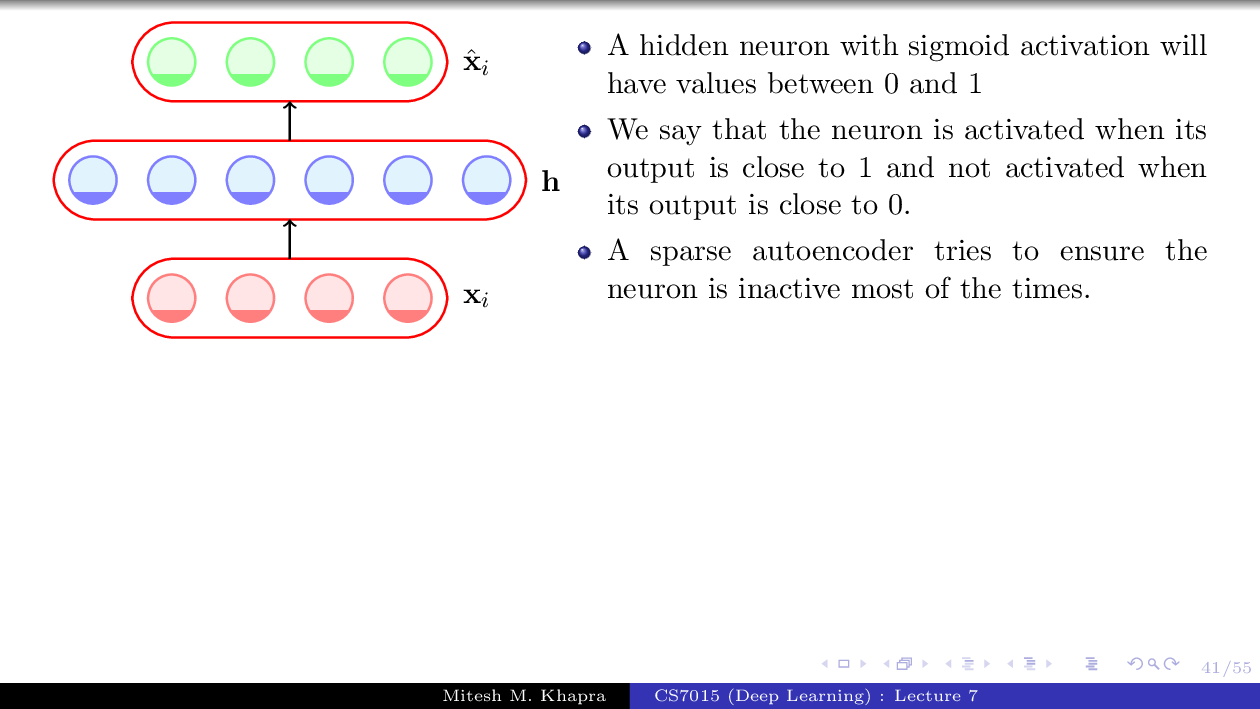 x̂ᵢ
h
xᵢ
A hidden neuron with sigmoid activation will
have values between 0 and 1
We say that the neuron is activated when its
output is close to 1 and not activated when
its output is close to 0.
A sparse autoencoder tries to ensure the
neuron is inactive most of the times.
41/55
Mitesh M. Khapra
CS7015 (Deep Learning) : Lecture 7